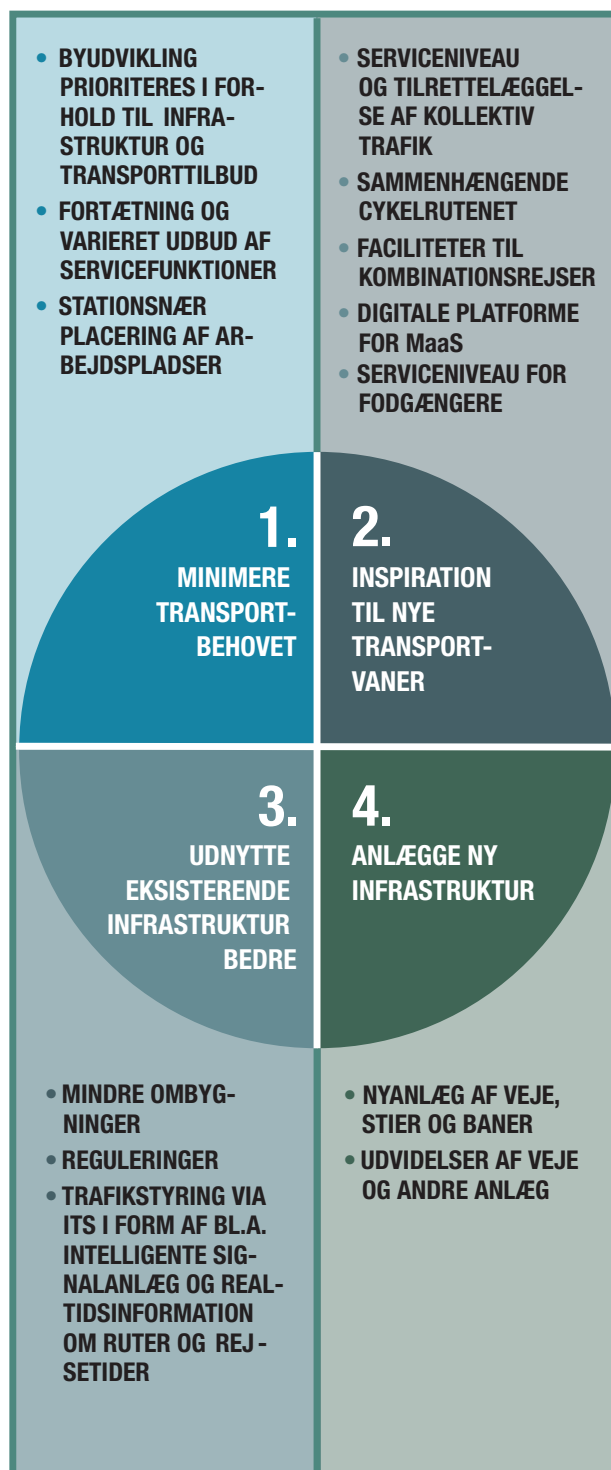 • BYUDVIKLING
PRIORITERES I FOR-
HOLD TIL INFRA-
STRUKTUR OG
TRANSPORTTILBUD
• FORTÆTNING OG
VARIERET UDBUD AF
SERVICEFUNKTIONER
• STATIONSNÆR
PLACERING AF AR-
BEJDSPLADSER
• SERVICENIVEAU
OG TILRETTELÆGGEL-
SE AF KOLLEKTIV
TRAFIK
• SAMMENHÆNGENDE
CYKELRUTENET
• FACILITETER TIL
KOMBINATIONSREJSER
• DIGITALE PLATFORME
FOR MaaS
• SERVICENIVEAU FOR
FODGÆNGERE
1.
MINIMERE
TRANSPORT-
BEHOVET
2.
INSPIRATION
TIL NYE
TRANSPORT-
VANER
3.
UDNYTTE
EKSISTERENDE
INFRASTRUKTUR
BEDRE
4.
ANLÆGGE NY
INFRASTRUKTUR
• MINDRE OMBYG-
NINGER
• REGULERINGER
• TRAFIKSTYRING VIA
ITS I FORM AF BL.A.
INTELLIGENTE SIG-
NALANLÆG OG REAL-
TIDSINFORMATION
OM RUTER OG REJ-
SETIDER
• NYANLÆG AF VEJE,
STIER OG BANER
• UDVIDELSER AF VEJE
OG ANDRE ANLÆG